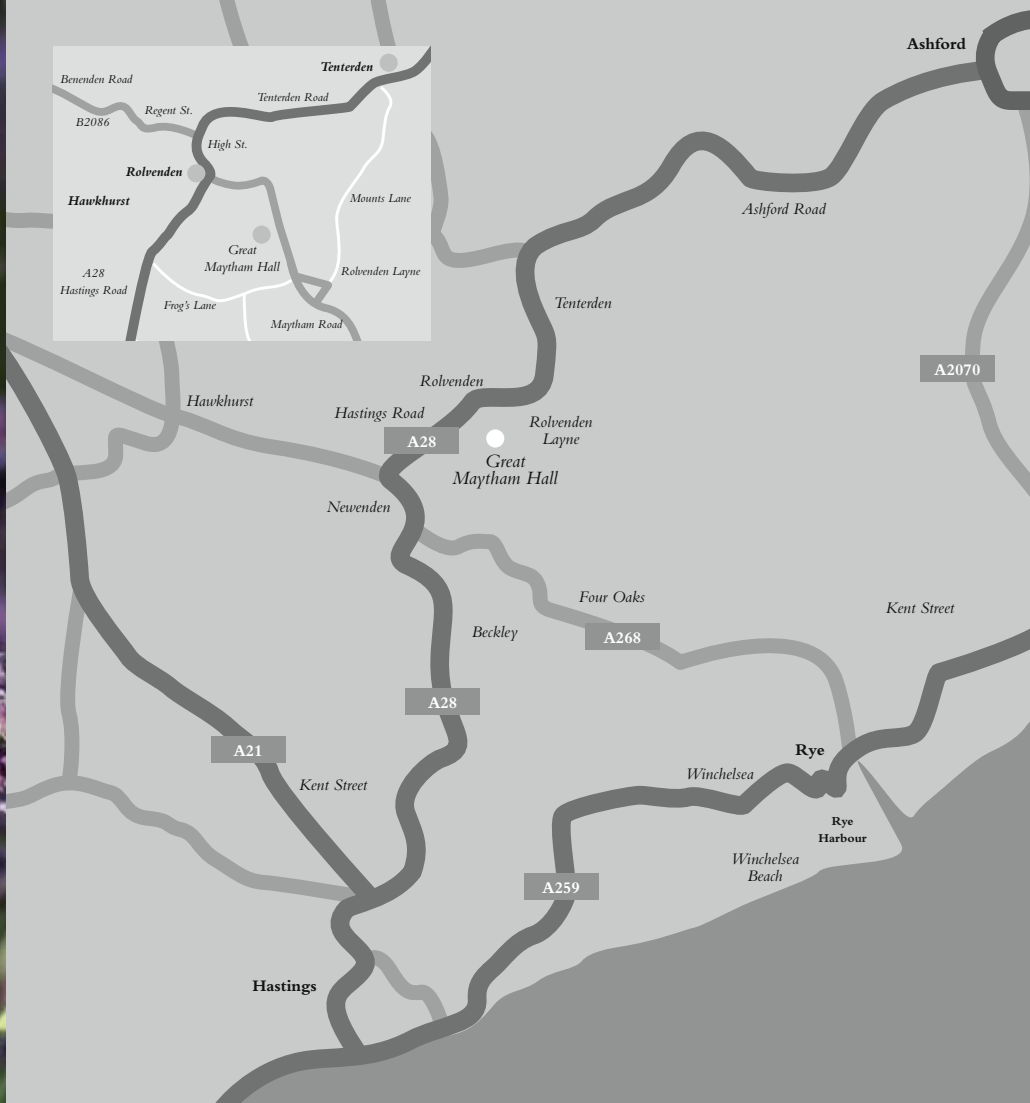 Ashford
Tenterden
Benenden Road
Tenterden Road
Regent St.
B2086
High St.
Rolvenden
Hawkhurst
Mounts Lane
Great
Maytham Hall
A28
Hastings Road
Rolvenden Layne
Frog's Lane
Maytham Road
Ashford Road
Tenterden
A2070
Rolvenden
Hawkhurst
Hastings Road
A28
Rolvenden
Layne
Great
Maytham Hall
Newenden
Four Oaks
A268
Kent Street
Beckley
A28
A21
Kent Street
Rye
Winchelsea
Rye
Harbour
Winchelsea
Beach
A259
Hastings